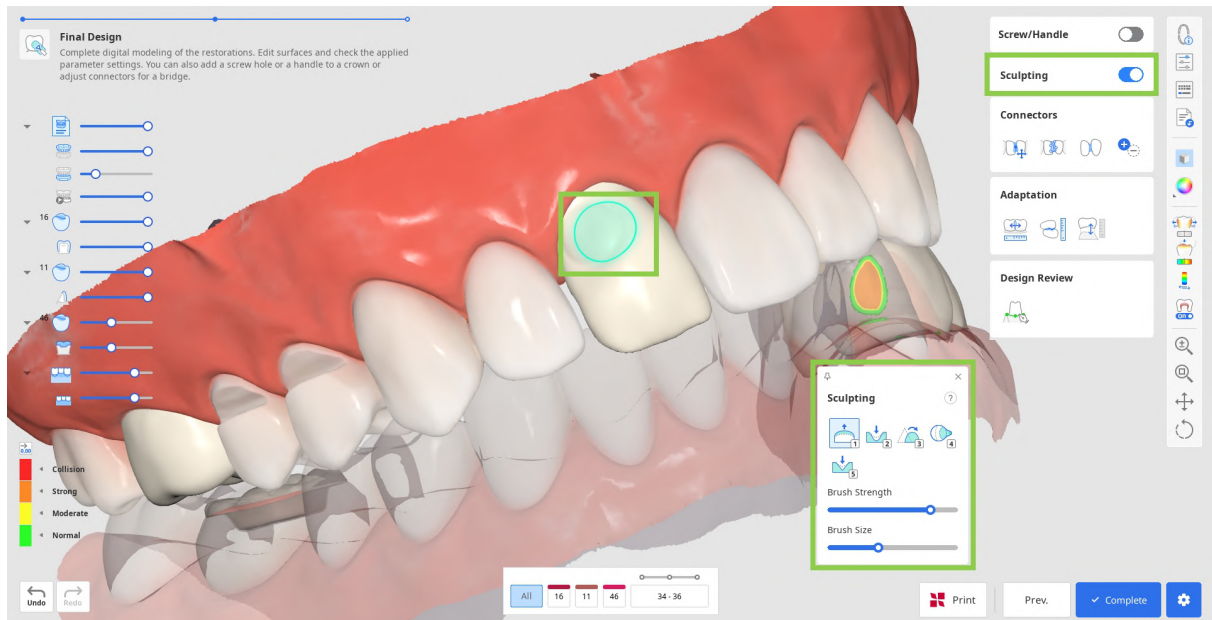 Final Design
Complete digital modeling of the restorations. Edit surfaces and check the applied
parameter settings. You can also add a screw hole or a handle to a crown or
adjust connectors for a bridge.
16
11
46
0.00
Collision
Strong
Moderate
Normal
Undo
Redo
All
16
11
46
34 - 36
Screw/Handle
Sculpting
Connectors
Adaptation
Design Review
Sculpting
?
1
2
3
4
5
Brush Strength
Brush Size
Print
Prev.
Complete
ON